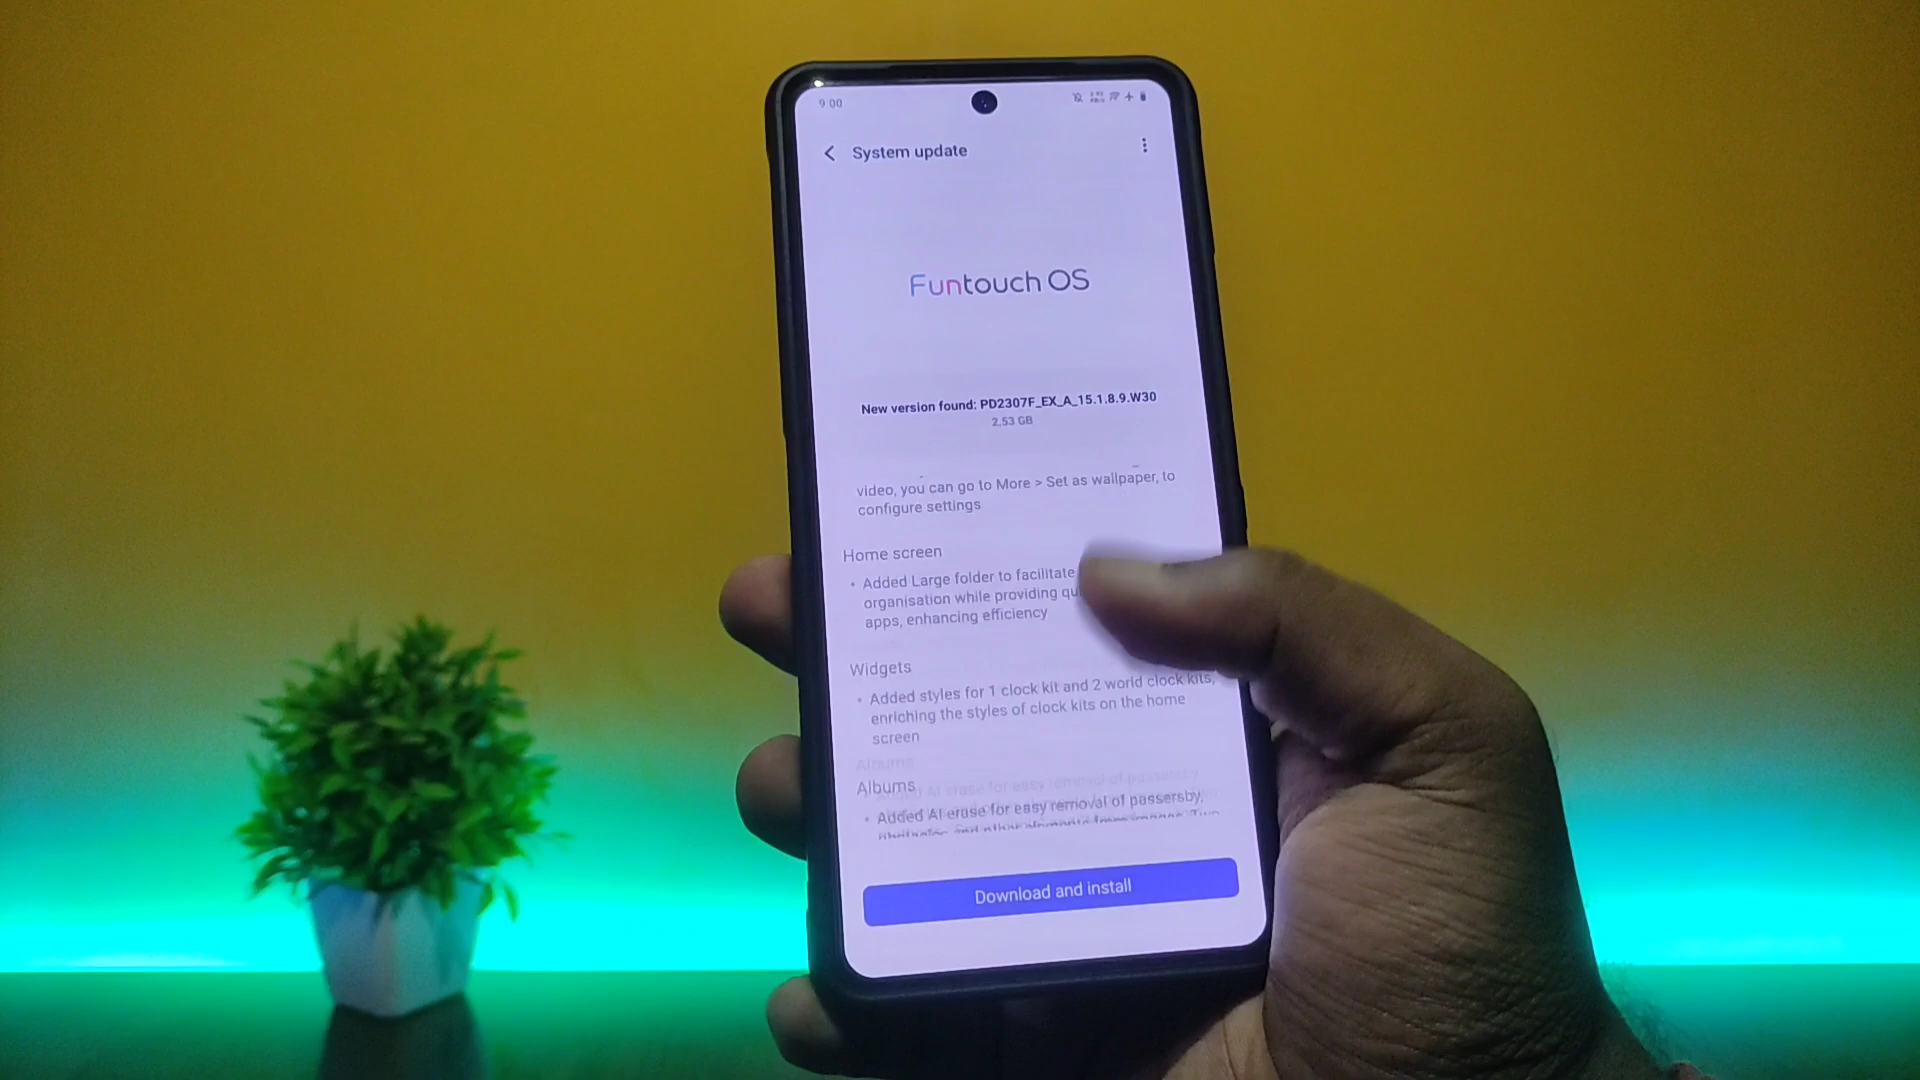 9:00
System update
Funtouch OS
New version found: PD2307F_EX_A_15.1.8.9.W30
2.53 GB
video, you can go to More > Set as wallpaper, to
configure settings
Home screen
• Added Large folder to facilitate
organisation while providing
apps, enhancing efficiency
Widgets
• Added styles for 1 clock kit and 2 world clock kits,
enriching the styles of clock kits on the home
screen
Albums
• Added AI erase for easy removal of passersby,
Download and install